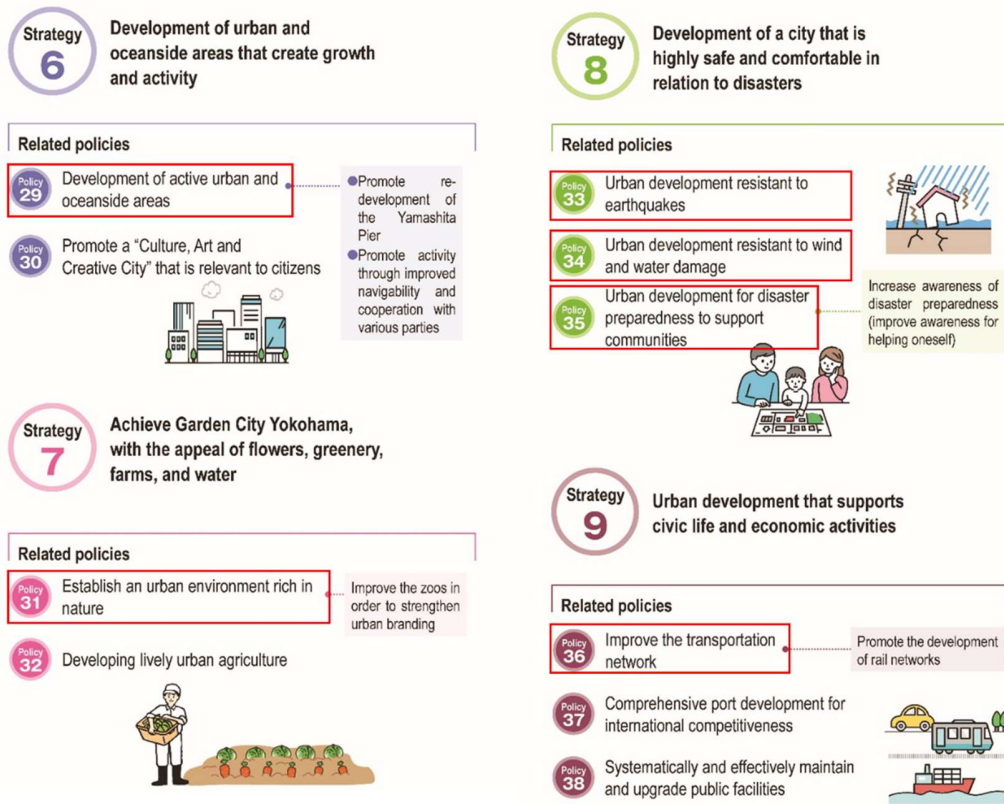 Strategy
6
Development of urban and
oceanside areas that create growth
and activity
Related policies
Policy
29
Development of active urban and
oceanside areas
●Promote re-
development of
the Yamashita
Pier
●Promote activity
through improved
navigability and
cooperation with
various parties
Policy
30
Promote a “Culture, Art and
Creative City” that is relevant to citizens
Strategy
7
Achieve Garden City Yokohama,
with the appeal of flowers, greenery,
farms, and water
Related policies
Policy
31
Establish an urban environment rich in
nature
Improve the zoos in
order to strengthen
urban branding
Policy
32
Developing lively urban agriculture
Strategy
8
Development of a city that is
highly safe and comfortable in
relation to disasters
Related policies
Policy
33
Urban development resistant to
earthquakes
Policy
34
Urban development resistant to wind
and water damage
Policy
35
Urban development for disaster
preparedness to support
communities
Increase awareness of
disaster preparedness
(improve awareness for
helping oneself)
Strategy
9
Urban development that supports
civic life and economic activities
Related policies
Policy
36
Improve the transportation
network
Promote the development
of rail networks
Policy
37
Comprehensive port development for
international competitiveness
Policy
38
Systematically and effectively maintain
and upgrade public facilities